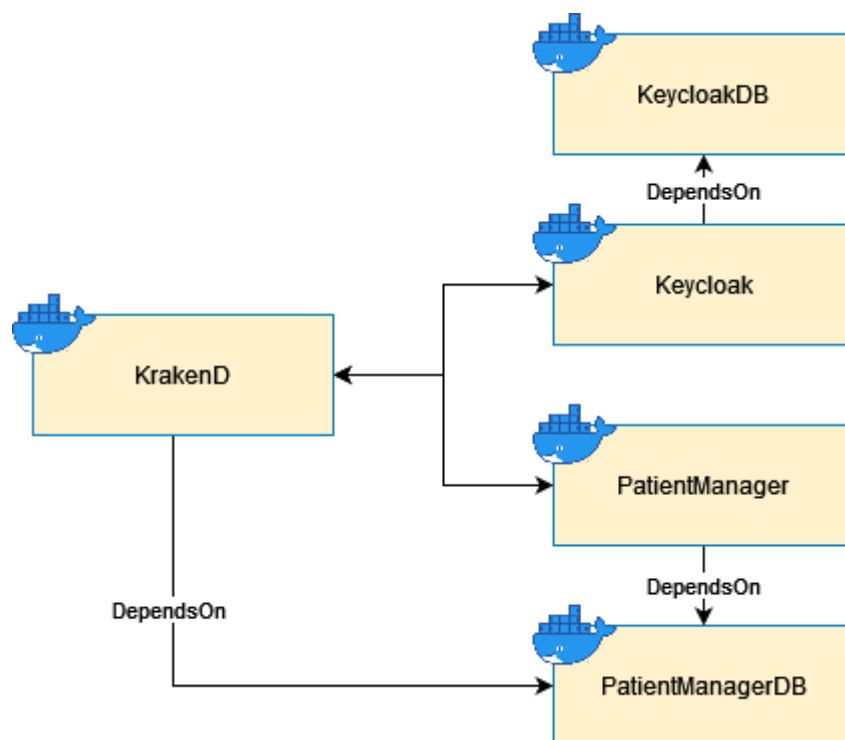 KeycloakDB
DependsOn
Keycloak
KrakenD
PatientManager
DependsOn
DependsOn
PatientManagerDB